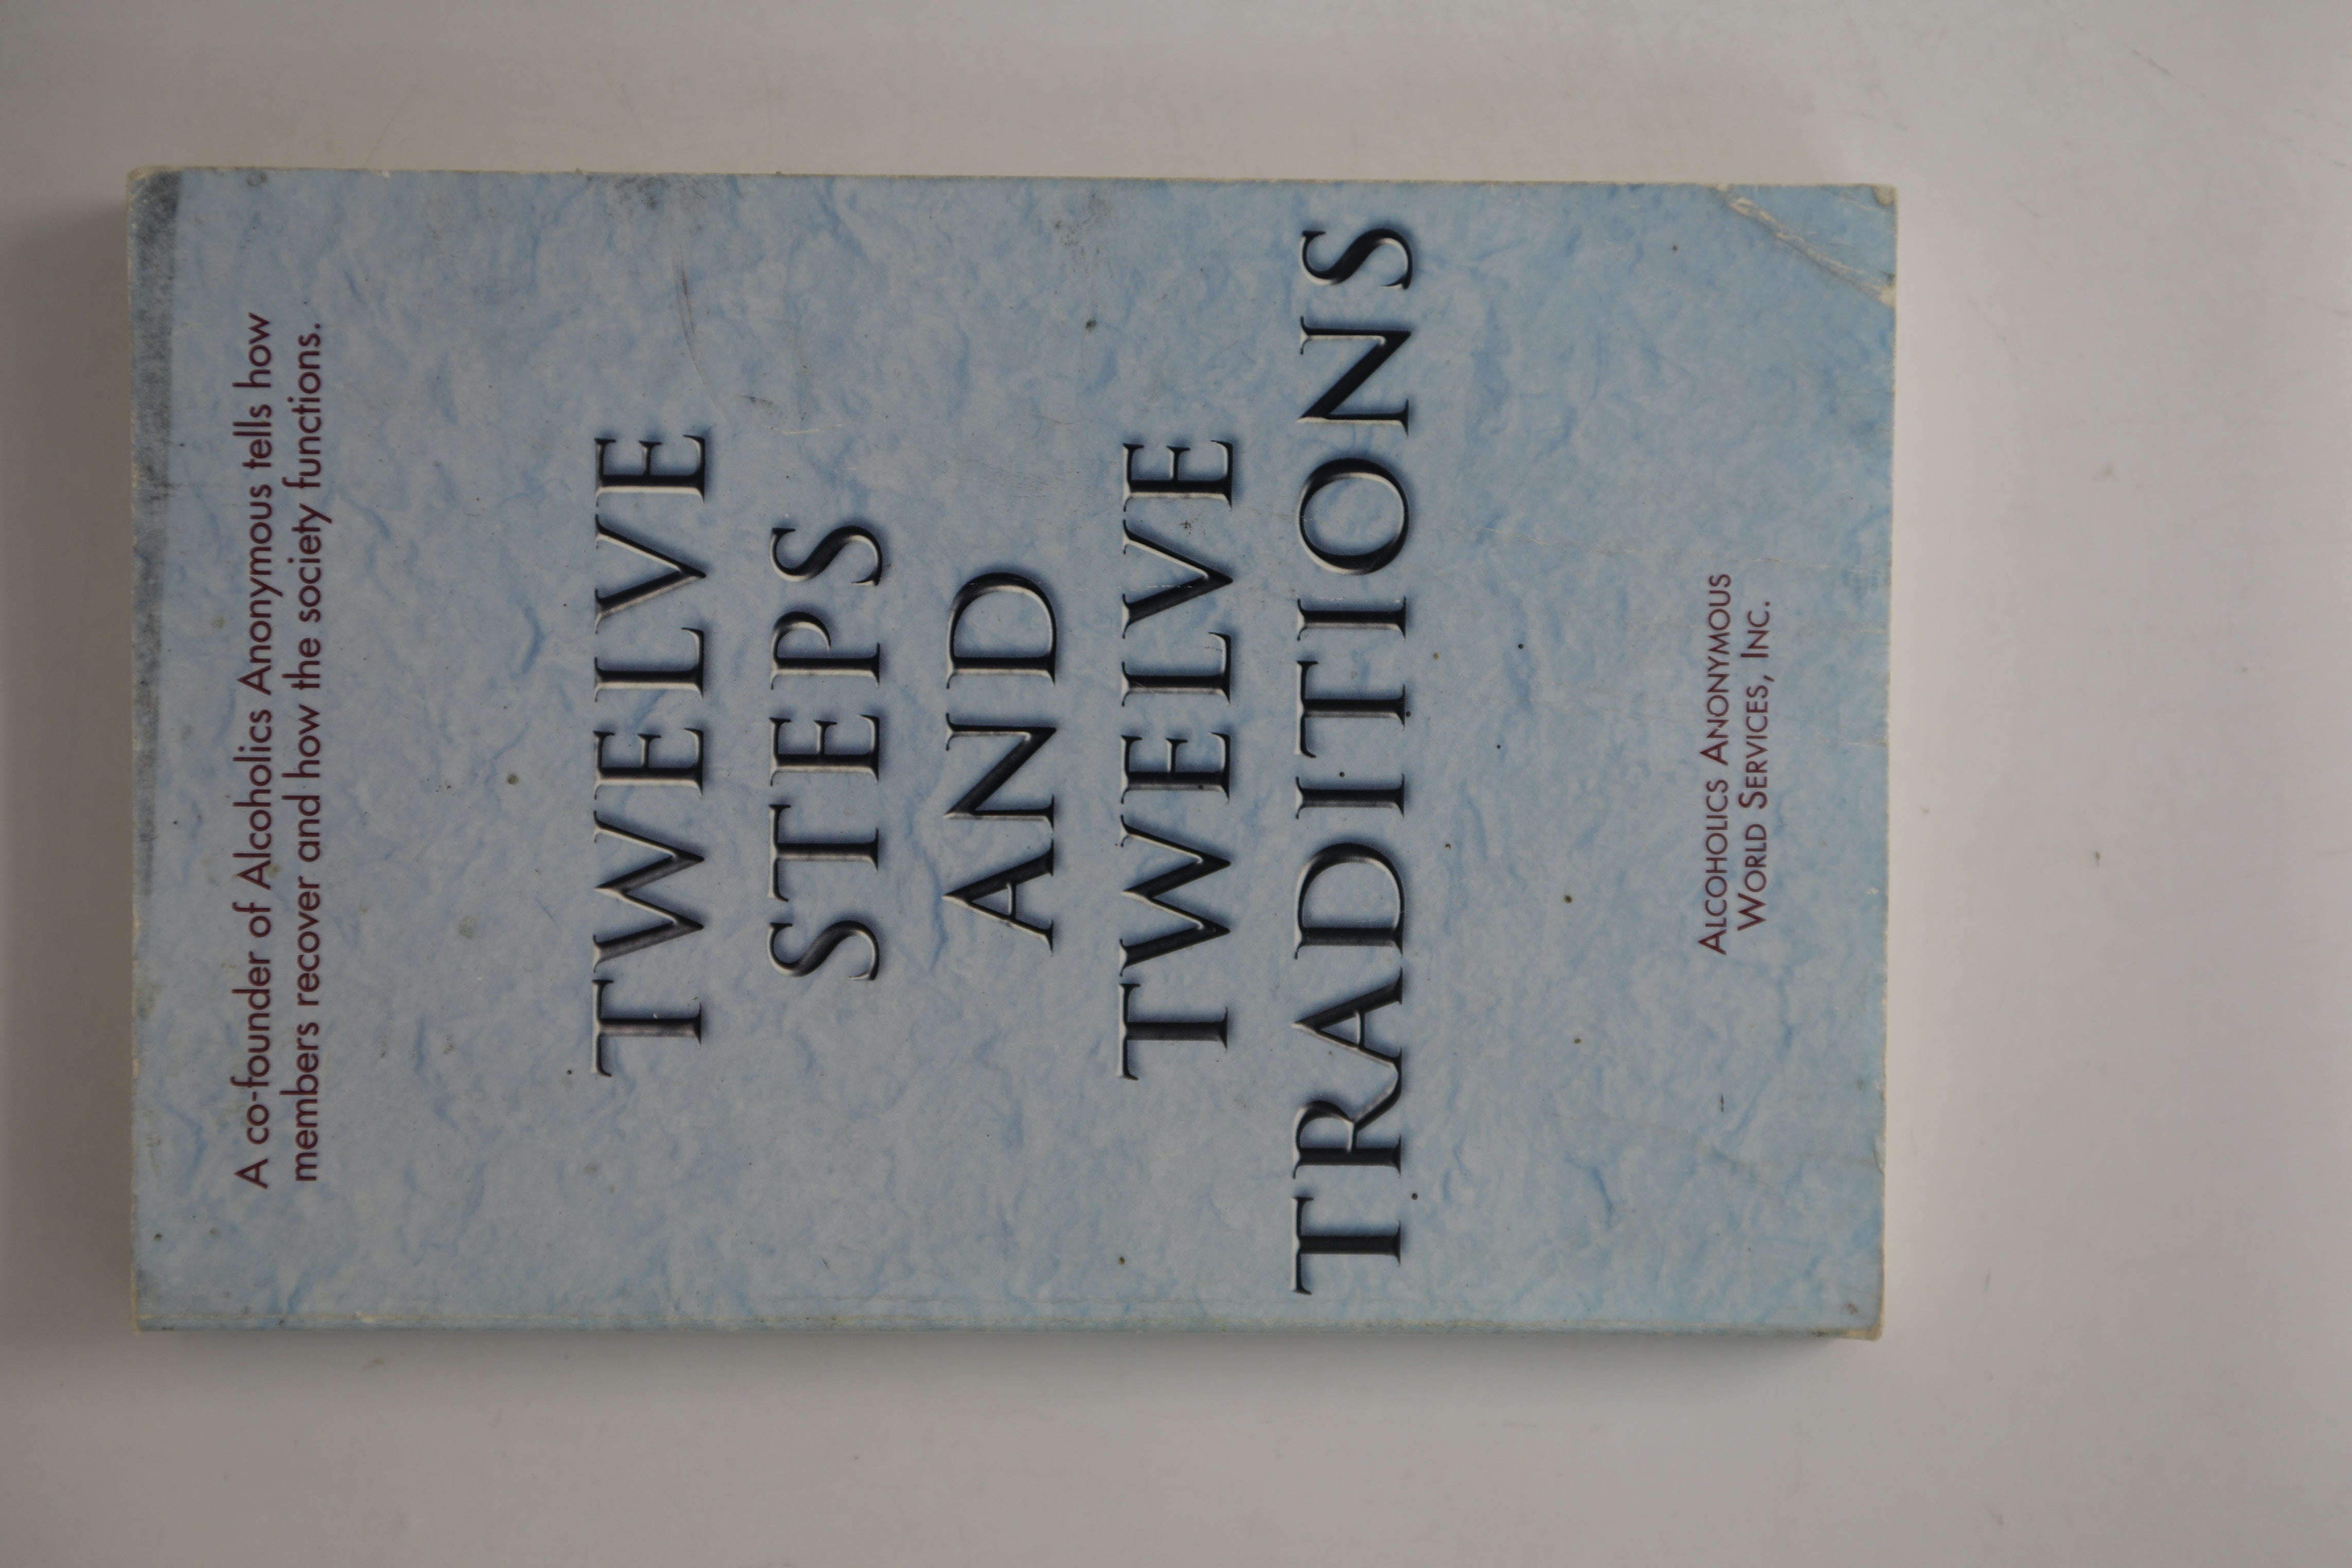 A co-founder of Alcoholics Anonymous tells how
members recover and how the society functions.
TWELVE
STEPS
AND
TWELVE
TRADITIONS
ALCOHOLICS ANONYMOUS
WORLD SERVICES, INC.